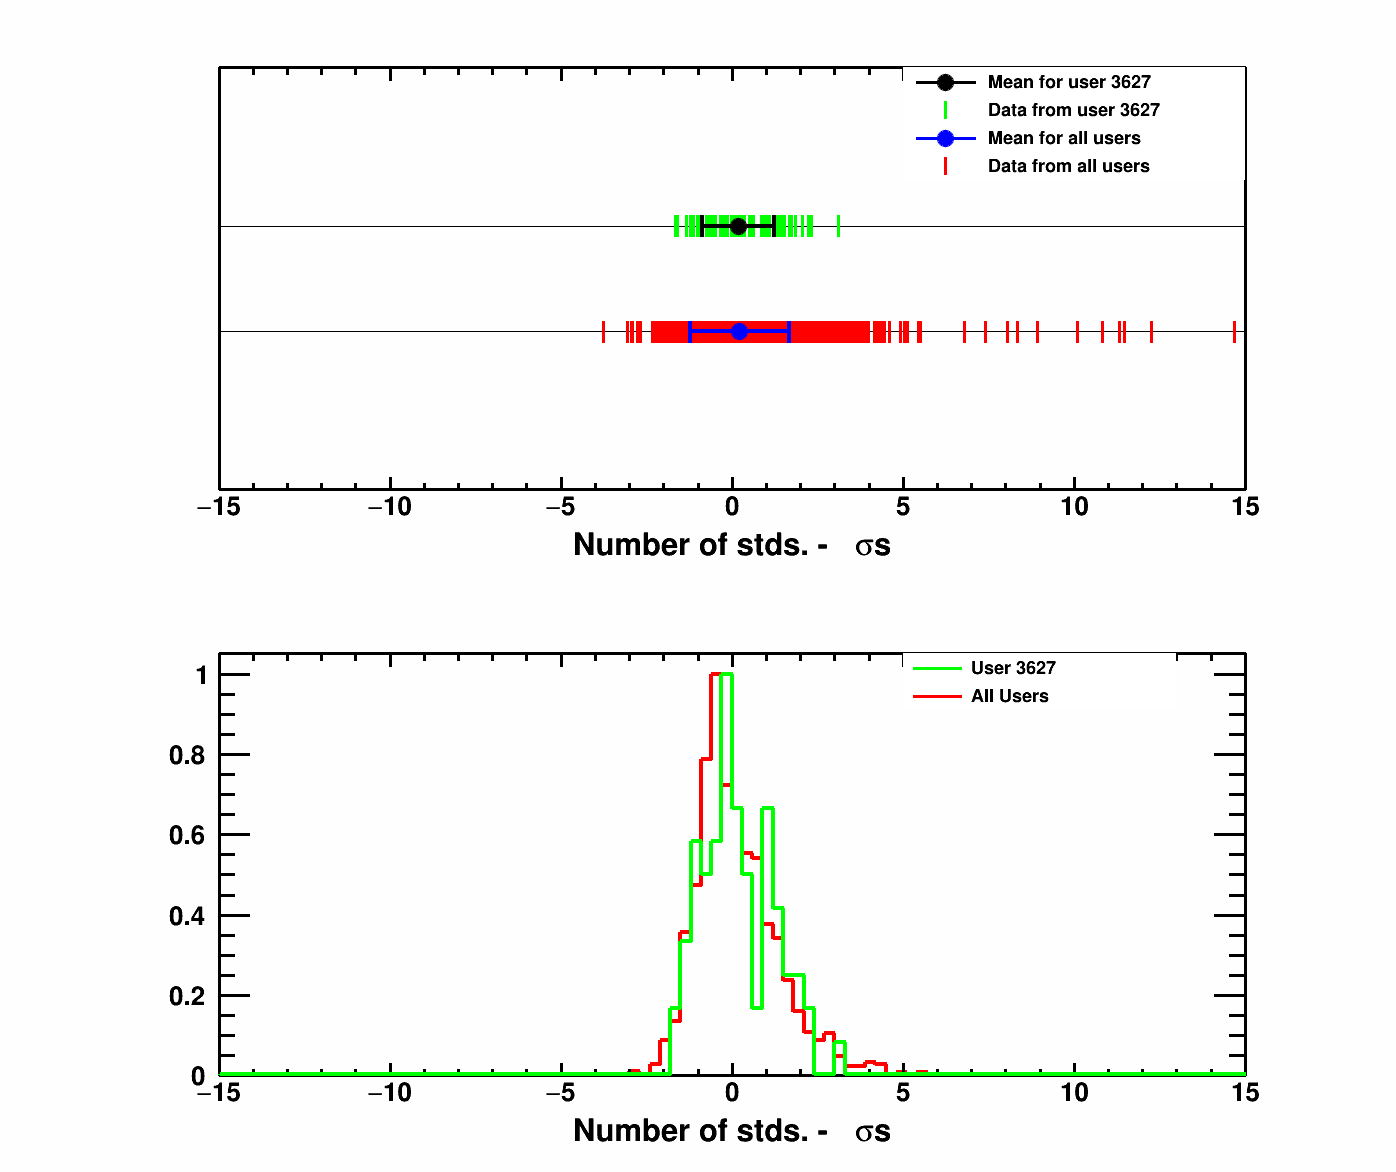 Mean for user 3627
Data from user 3627
Mean for all users
Data from all users
−15 −10 −5 0 5 10 15
Number of stds. - σs
User 3627
All Users
1
0.8
0.6
0.4
0.2
0
−15 −10 −5 0 5 10 15
Number of stds. - σs